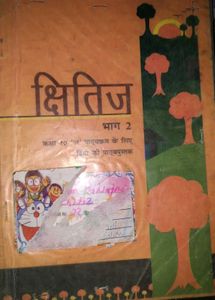 क्षितिज
भाग 2
कक्षा 10 'अ' पाठ्यक्रम के लिए
हिंदी की पाठ्यपुस्तक